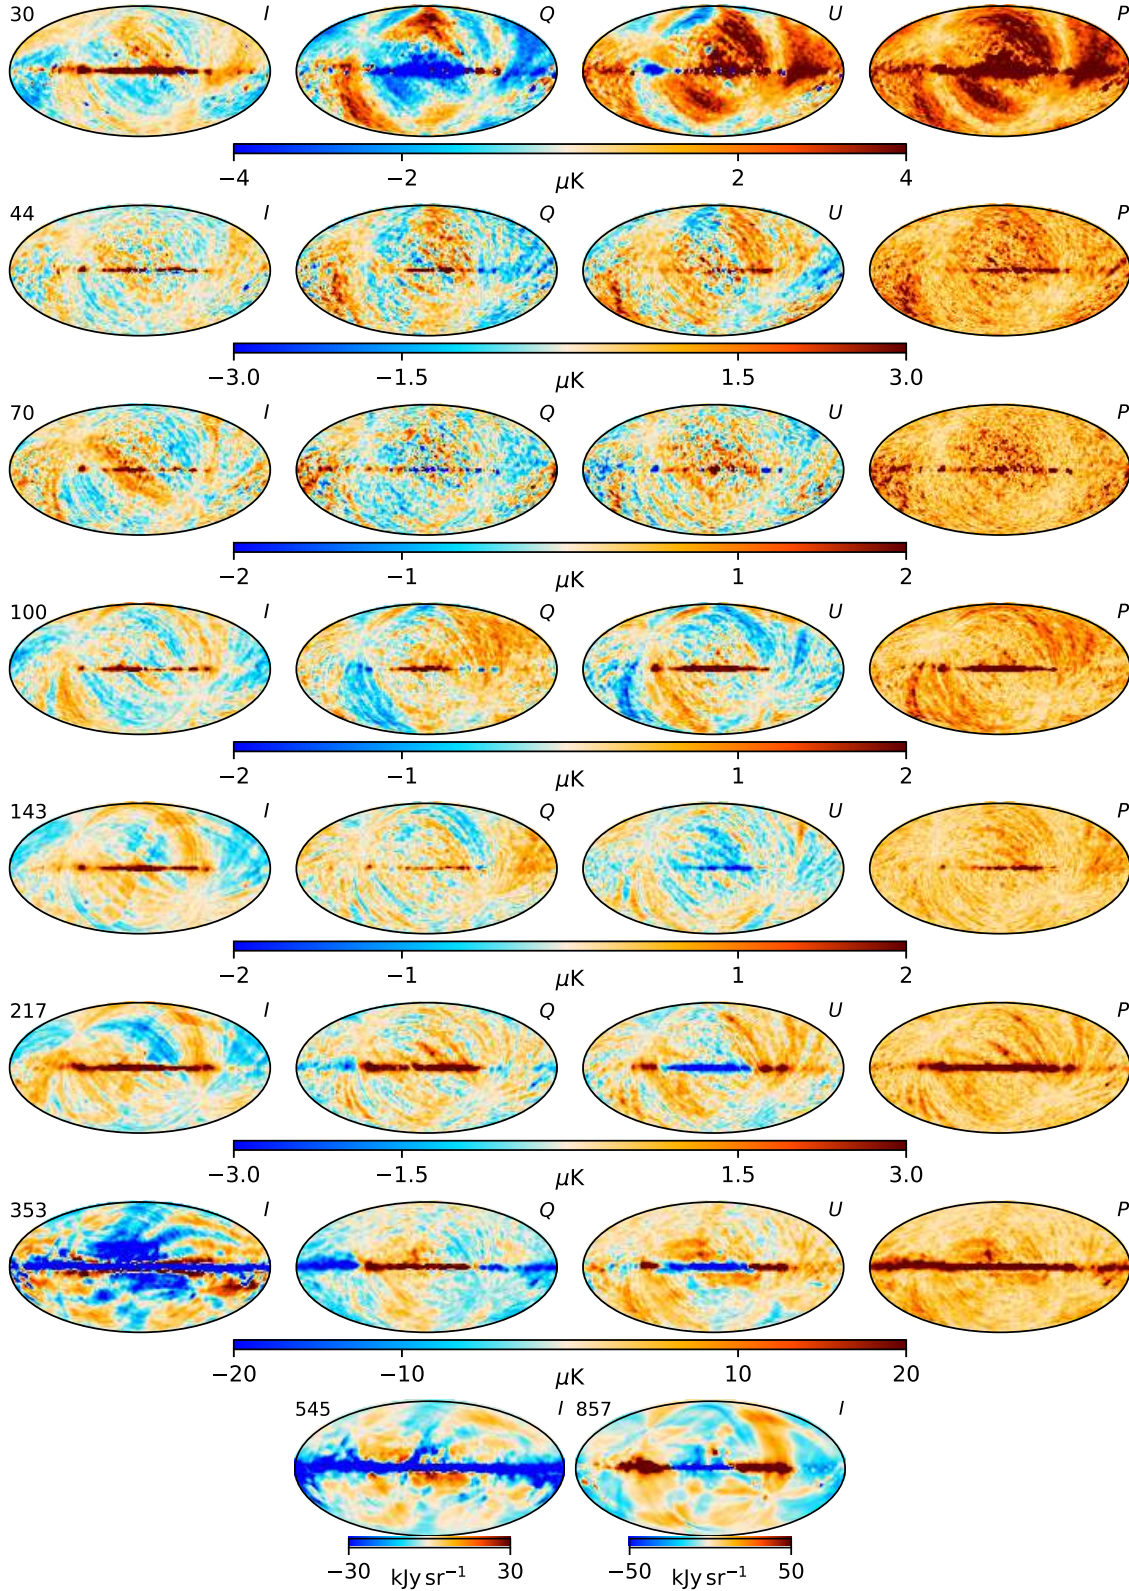 30 I Q U P
−4 −2 2 4
μK
44 I Q U P
−3.0 −1.5 1.5 3.0
μK
70 I Q U P
−2 −1 1 2
μK
100 I Q U P
−2 −1 1 2
μK
143 I Q U P
−2 −1 1 2
μK
217 I Q U P
−3.0 −1.5 1.5 3.0
μK
353 I Q U P
−20 −10 10 20
μK
545 I 857 I
−30 kJy sr⁻¹ 30 −50 kJy sr⁻¹ 50